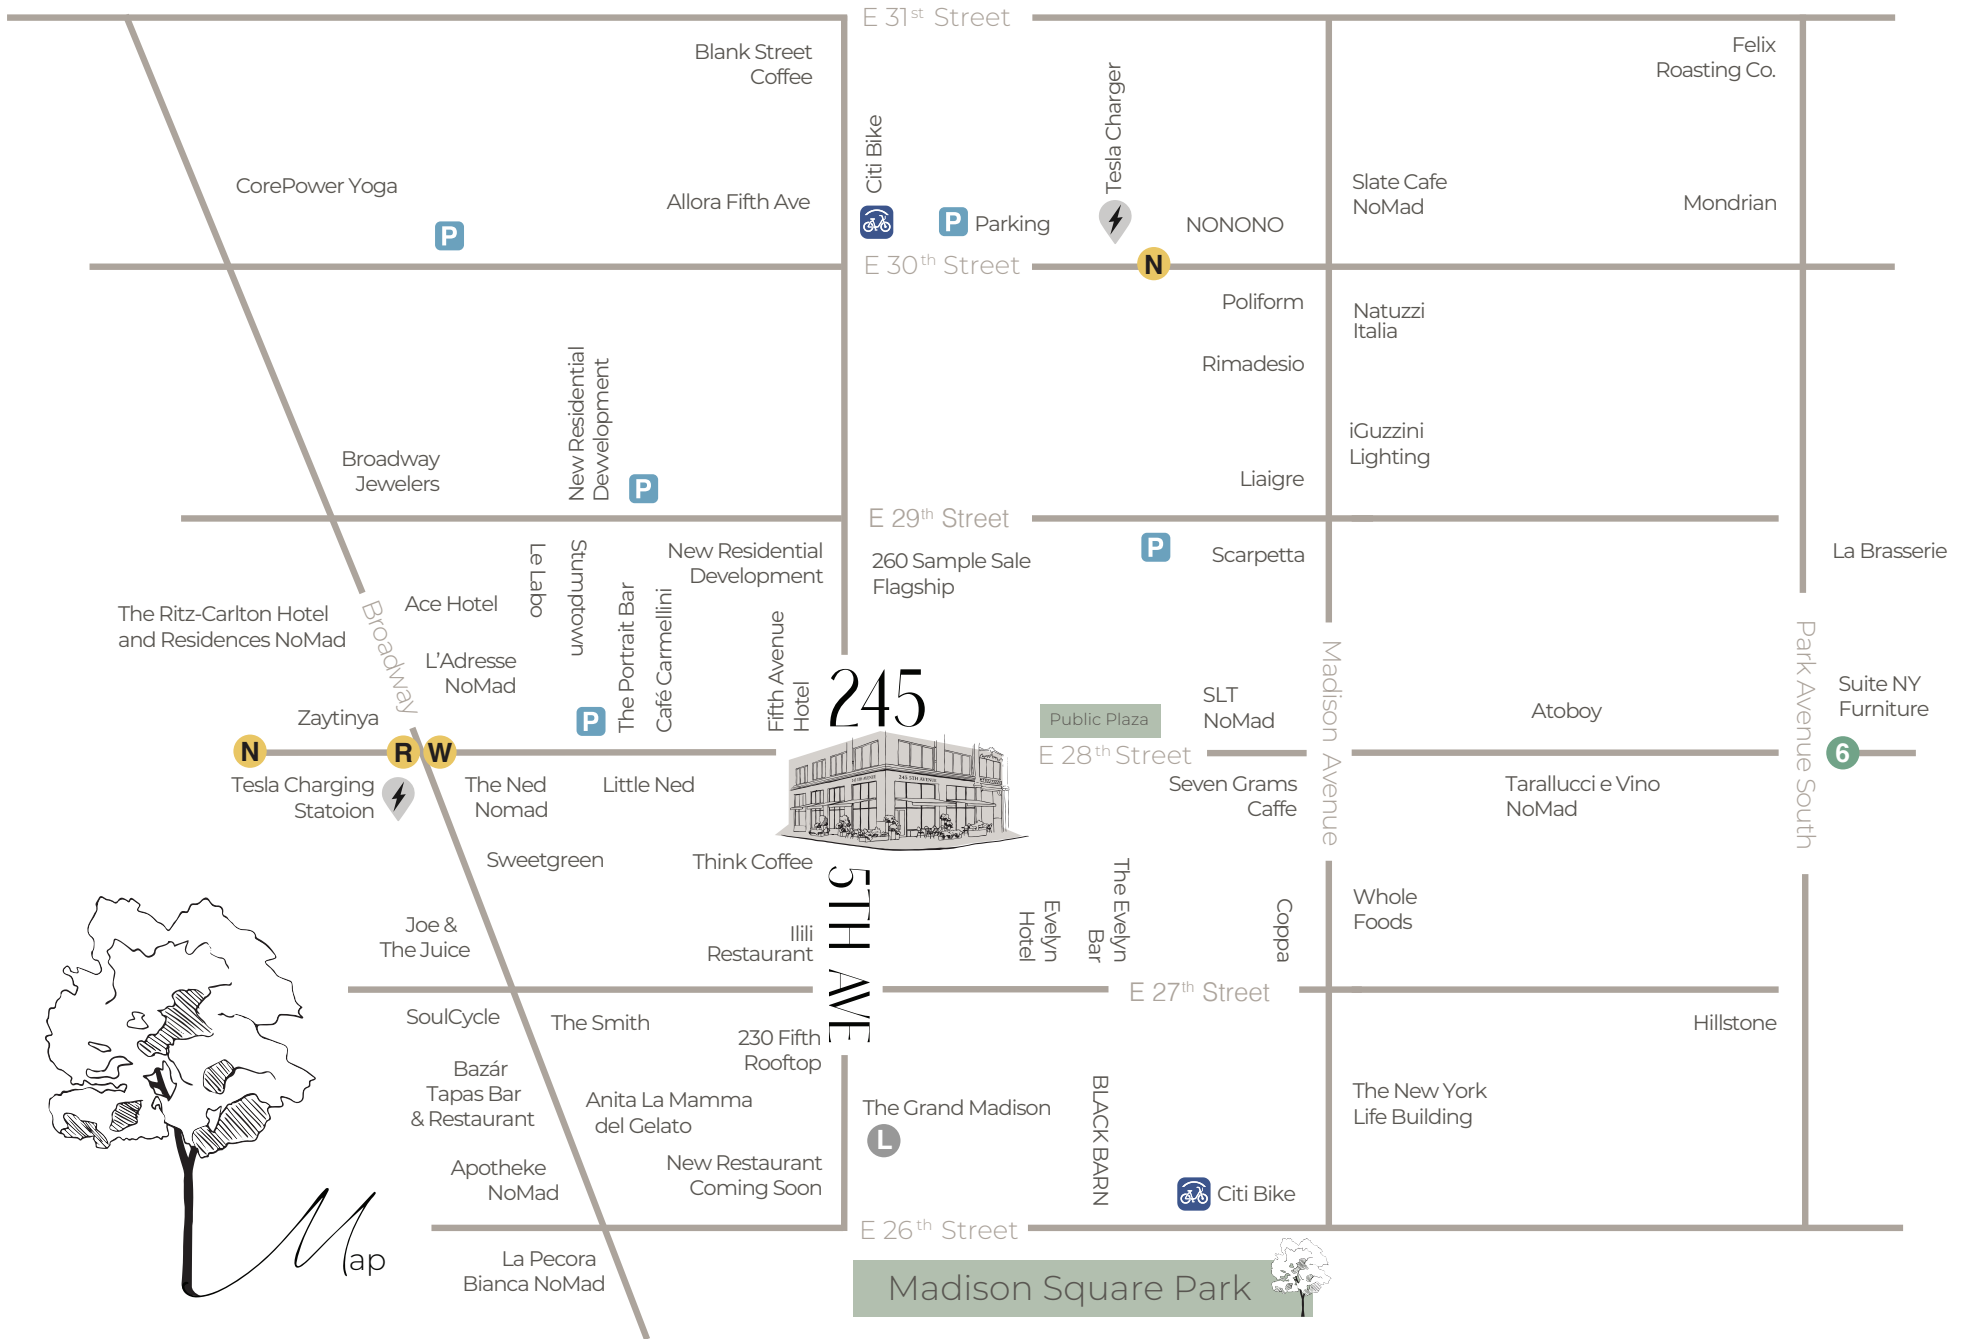 E 31st Street
Blank Street
Coffee
Felix
Roasting Co.
Citi Bike
Tesla Charger
CorePower Yoga
Allora Fifth Ave
P
P Parking
NONONO
Slate Cafe
NoMad
Mondrian
E 30th Street
N
Poliform
Natuzzi
Italia
Rimadesio
New Residential
Dewelopment
Broadway
Jewelers
P
iGuzzini
Lighting
Liaigre
E 29th Street
Le Labo
Stumptown
New Residential
Development
260 Sample Sale
Flagship
P
Scarpetta
La Brasserie
The Ritz-Carlton Hotel
and Residences NoMad
Broadway
Ace Hotel
L'Adresse
NoMad
The Portrait Bar
Café Carmellini
Fifth Avenue
Hotel
245
Public Plaza
SLT
NoMad
Madison Avenue
Atoboy
Park Avenue South
Suite NY
Furniture
Zaytinya
P
N
R
W
E 28th Street
6
Tesla Charging
Statoion
The Ned
Nomad
Little Ned
245 5TH AVENUE
Seven Grams
Caffe
Tarallucci e Vino
NoMad
Sweetgreen
Think Coffee
5TH AVE
Joe &
The Juice
Ilili
Restaurant
Evelyn
Hotel
The Evelyn
Bar
Coppa
Whole
Foods
E 27th Street
SoulCycle
The Smith
230 Fifth
Rooftop
Hillstone
Bazár
Tapas Bar
& Restaurant
Anita La Mamma
del Gelato
The Grand Madison
L
BLACKBARN
The New York
Life Building
Apotheke
NoMad
New Restaurant
Coming Soon
Citi Bike
E 26th Street
Map
La Pecora
Bianca NoMad
Madison Square Park